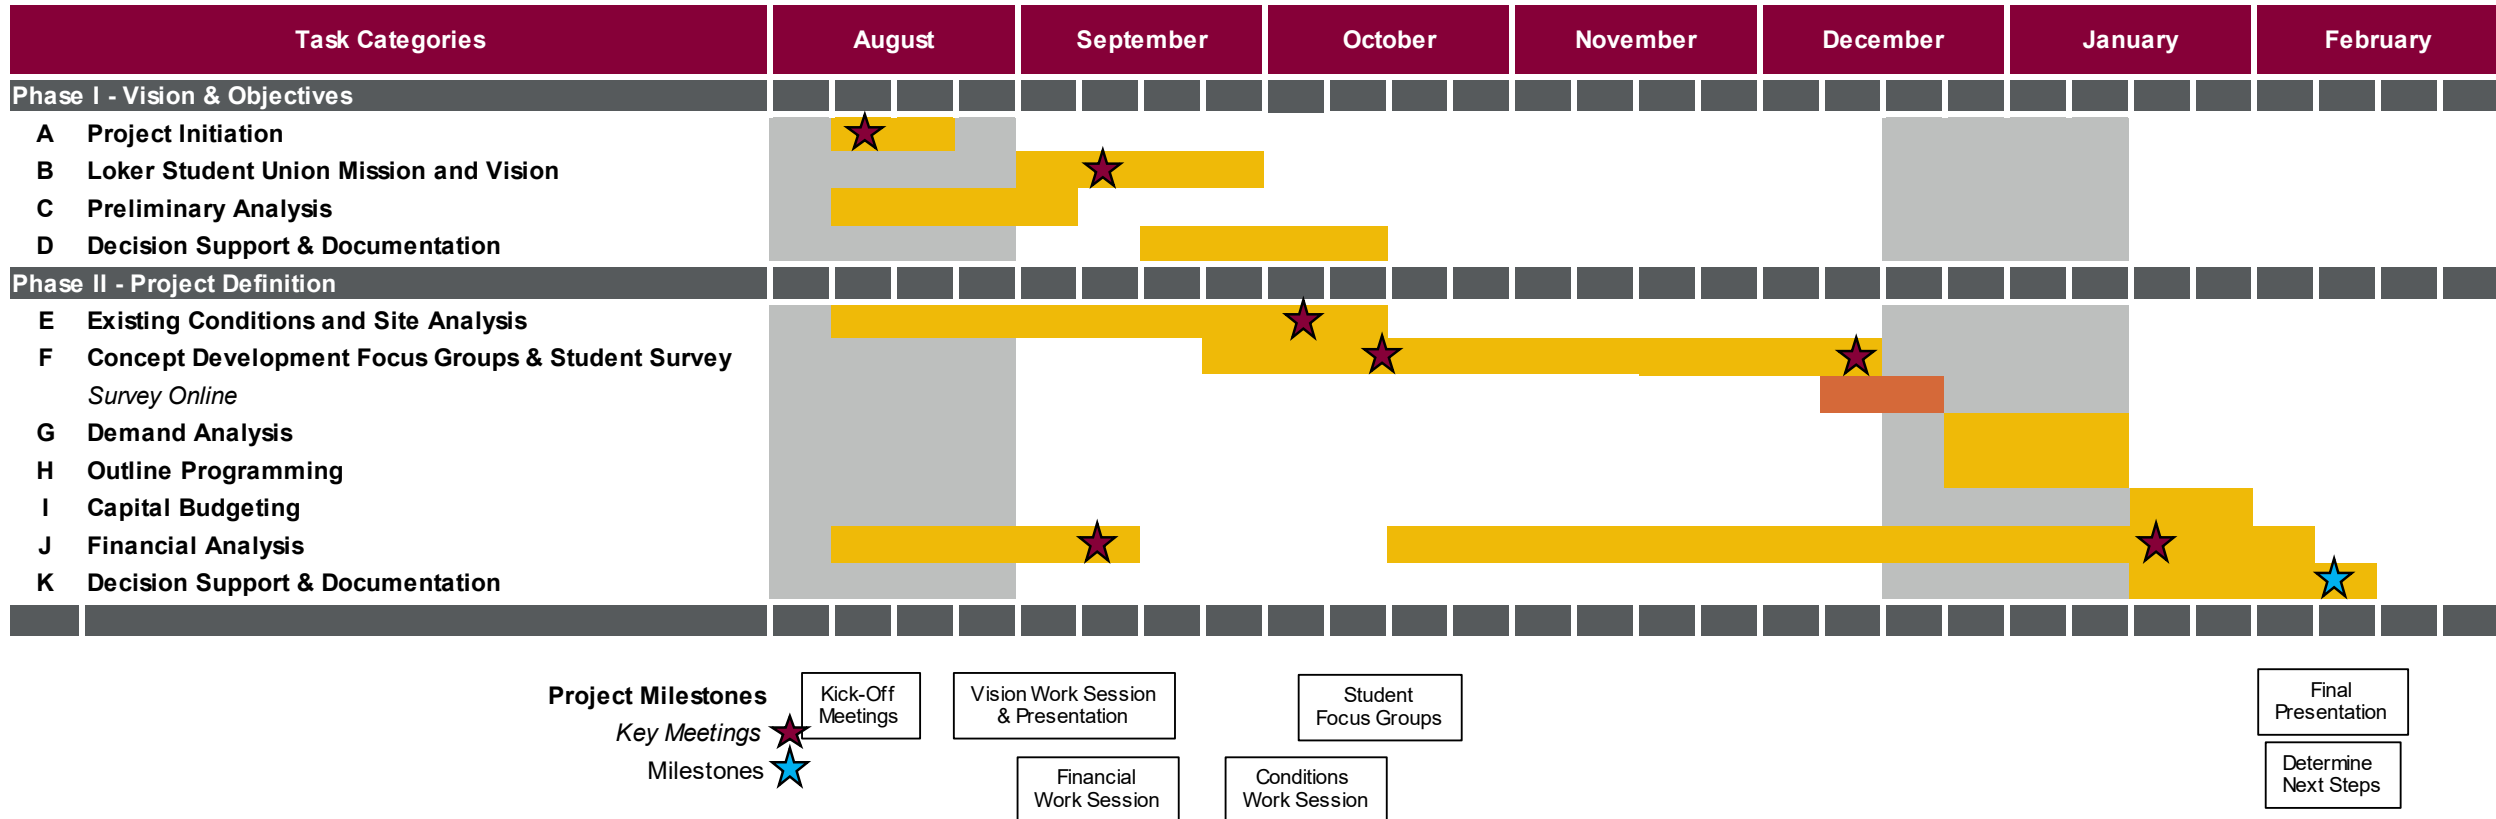 Task Categories August September October November December January February
Phase I - Vision & Objectives
A Project Initiation
B Loker Student Union Mission and Vision
C Preliminary Analysis
D Decision Support & Documentation
Phase II - Project Definition
E Existing Conditions and Site Analysis
F Concept Development Focus Groups & Student Survey
Survey Online
G Demand Analysis
H Outline Programming
I Capital Budgeting
J Financial Analysis
K Decision Support & Documentation
Project Milestones
Key Meetings
Milestones
Kick-Off
Meetings
Vision Work Session
& Presentation
Student
Focus Groups
Final
Presentation
Financial
Work Session
Conditions
Work Session
Determine
Next Steps